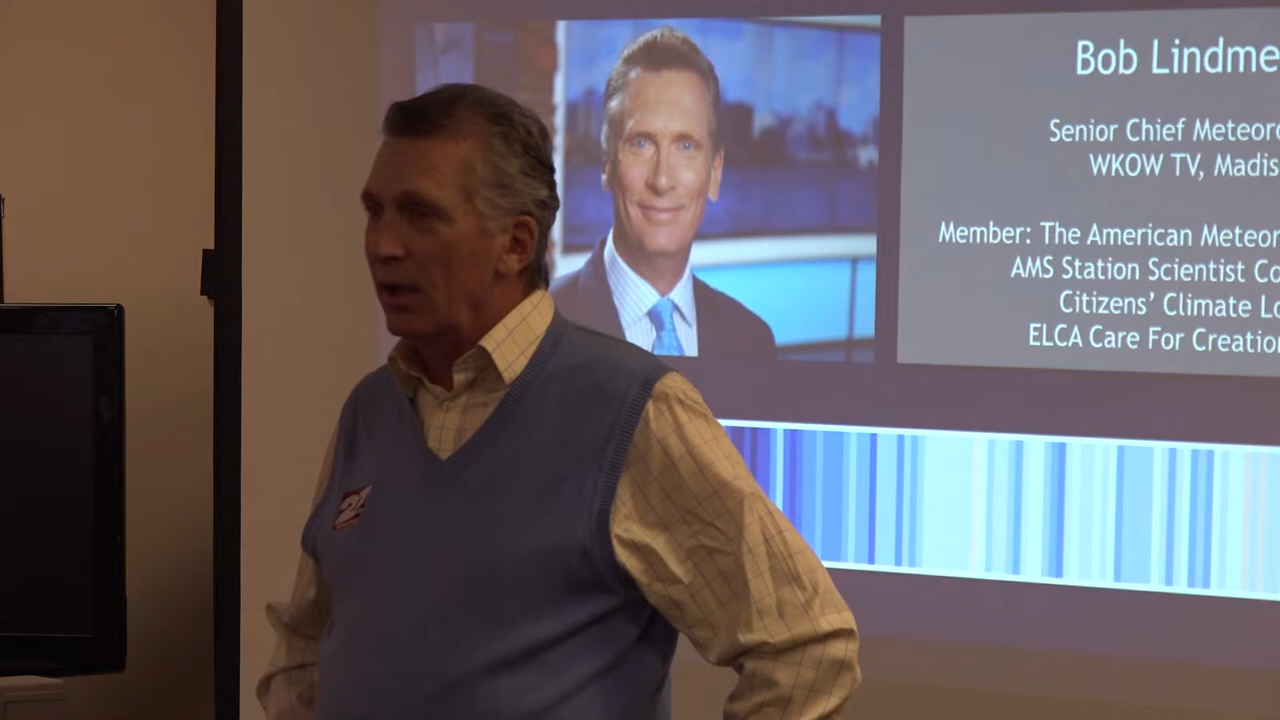 Bob Lindme
Senior Chief Meteoro
WKOW TV, Madis
Member: The American Meteor
AMS Station Scientist Co
Citizens' Climate Lo
ELCA Care For Creation